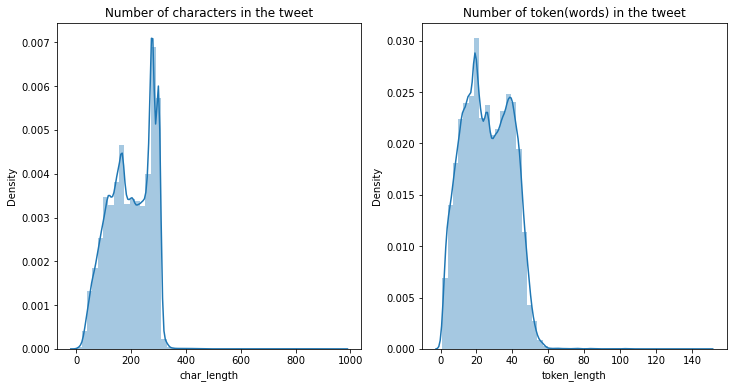 Number of characters in the tweet
Density
0.007
0.006
0.005
0.004
0.003
0.002
0.001
0.000
0 200 400 600 800 1000
char_length
Number of token(words) in the tweet
Density
0.030
0.025
0.020
0.015
0.010
0.005
0.000
0 20 40 60 80 100 120 140
token_length